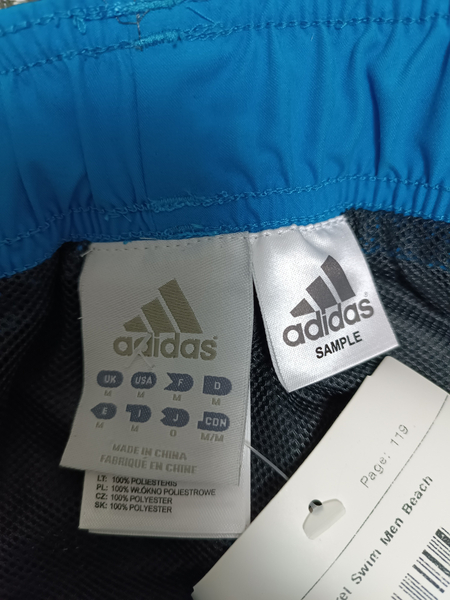 adidas
UK USA F D
M M M M
E I J CDN
M M O M/M
MADE IN CHINA
FABRIQUÉ EN CHINE
LT: 100% POLIESTERIS
PL: 100% WŁÓKNO POLIESTROWE
CZ: 100% POLYESTER
SK: 100% POLYESTER
adidas
SAMPLE
Page: 119
Swim Men Beach